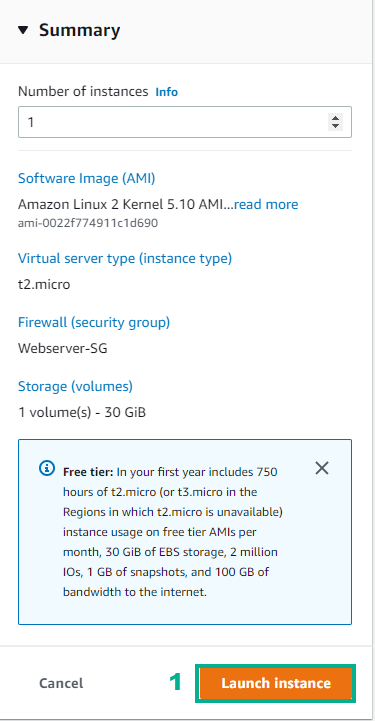 ▼ Summary
Number of instances Info
1
Software Image (AMI)
Amazon Linux 2 Kernel 5.10 AMI...read more
ami-0022f774911c1d690
Virtual server type (instance type)
t2.micro
Firewall (security group)
Webserver-SG
Storage (volumes)
1 volume(s) - 30 GiB
Free tier: In your first year includes 750
hours of t2.micro (or t3.micro in the
Regions in which t2.micro is unavailable)
instance usage on free tier AMIs per
month, 30 GiB of EBS storage, 2 million
IOs, 1 GB of snapshots, and 100 GB of
bandwidth to the internet.
Cancel 1 Launch instance